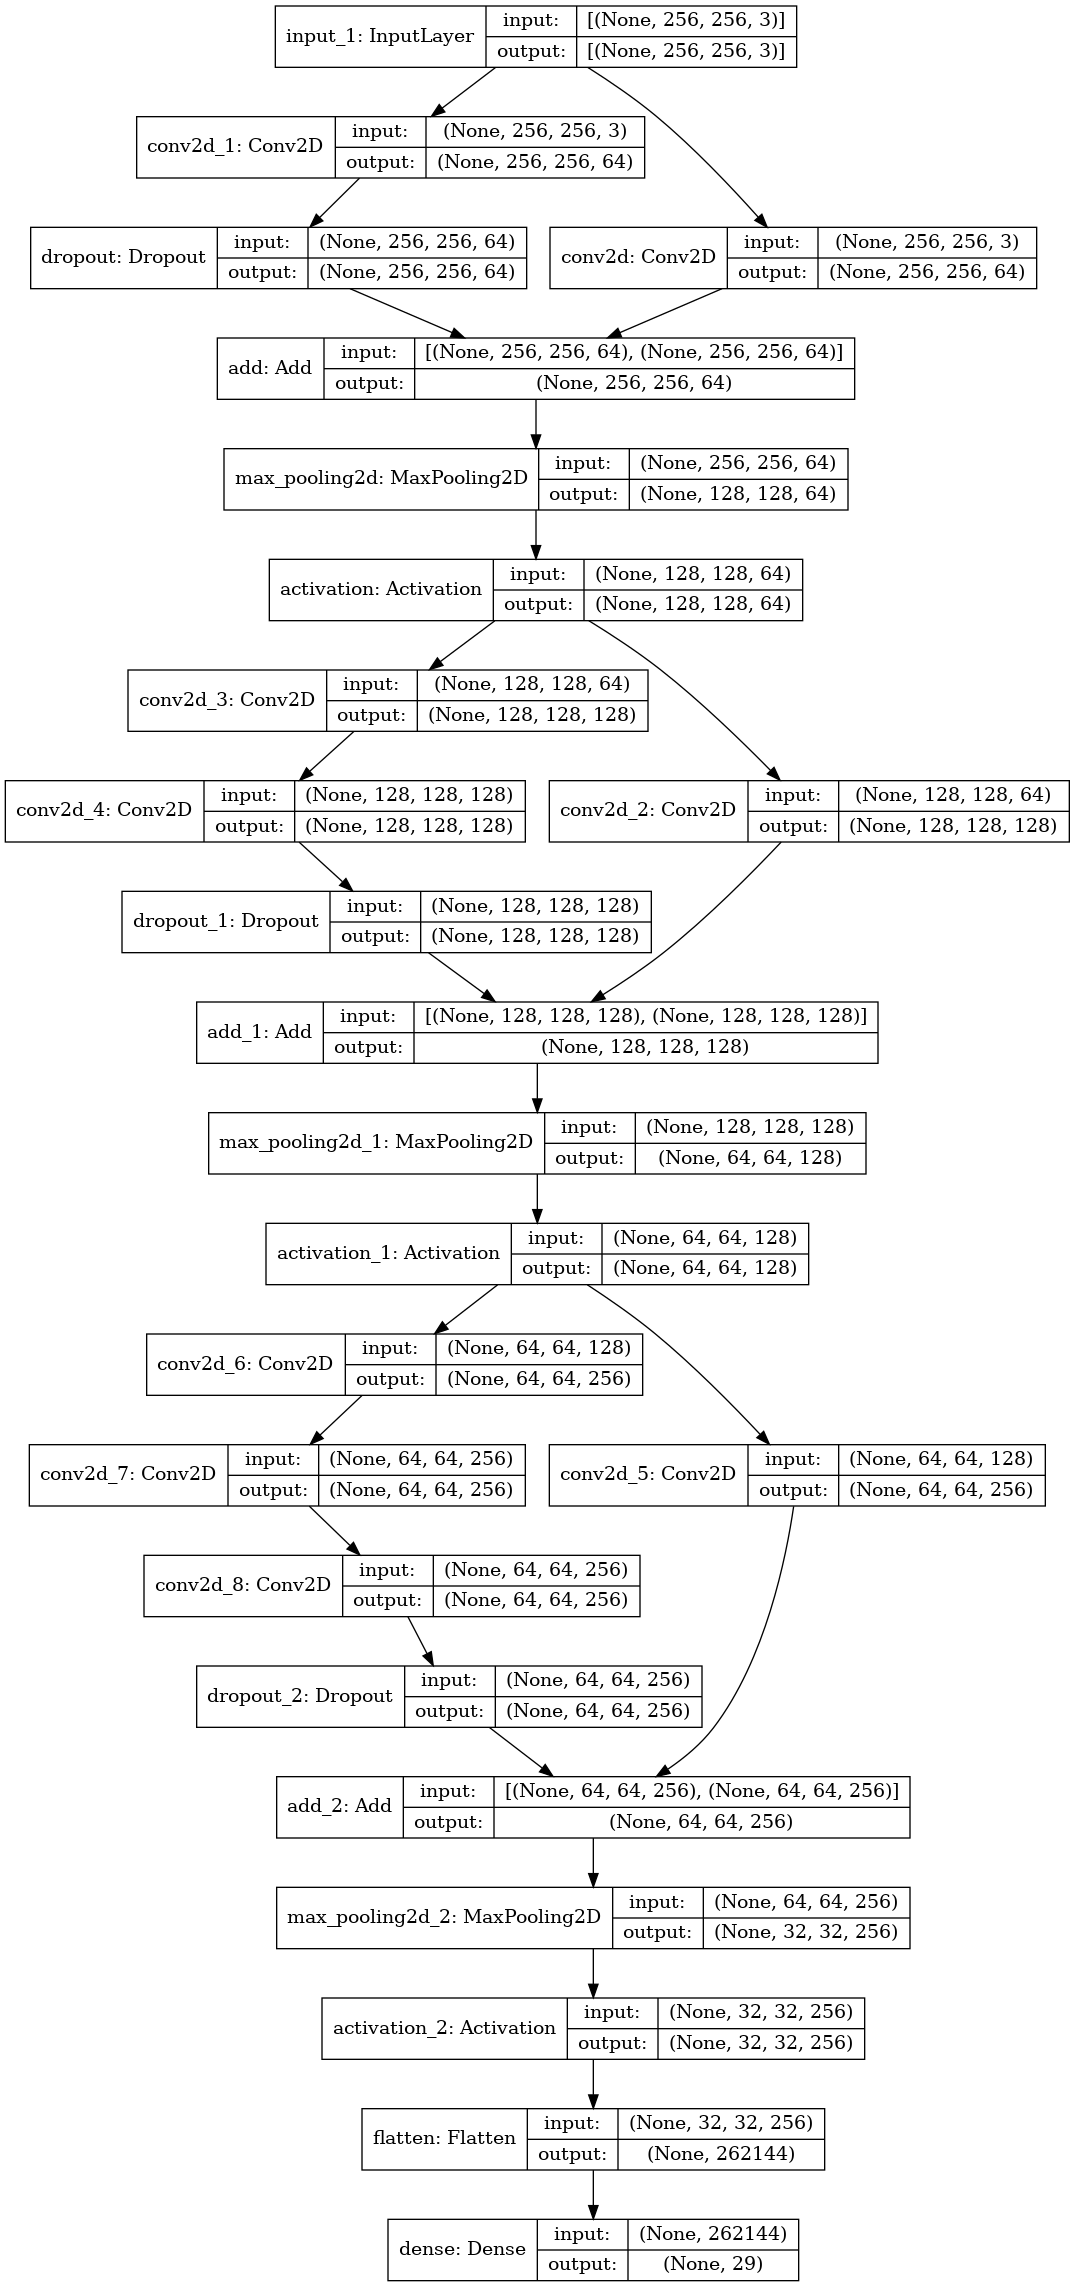 input_1: InputLayer
input: [(None, 256, 256, 3)]
output: [(None, 256, 256, 3)]
conv2d_1: Conv2D
input: (None, 256, 256, 3)
output: (None, 256, 256, 64)
dropout: Dropout
input: (None, 256, 256, 64)
output: (None, 256, 256, 64)
conv2d: Conv2D
input: (None, 256, 256, 3)
output: (None, 256, 256, 64)
add: Add
input: [(None, 256, 256, 64), (None, 256, 256, 64)]
output: (None, 256, 256, 64)
max_pooling2d: MaxPooling2D
input: (None, 256, 256, 64)
output: (None, 128, 128, 64)
activation: Activation
input: (None, 128, 128, 64)
output: (None, 128, 128, 64)
conv2d_3: Conv2D
input: (None, 128, 128, 64)
output: (None, 128, 128, 128)
conv2d_4: Conv2D
input: (None, 128, 128, 128)
output: (None, 128, 128, 128)
conv2d_2: Conv2D
input: (None, 128, 128, 64)
output: (None, 128, 128, 128)
dropout_1: Dropout
input: (None, 128, 128, 128)
output: (None, 128, 128, 128)
add_1: Add
input: [(None, 128, 128, 128), (None, 128, 128, 128)]
output: (None, 128, 128, 128)
max_pooling2d_1: MaxPooling2D
input: (None, 128, 128, 128)
output: (None, 64, 64, 128)
activation_1: Activation
input: (None, 64, 64, 128)
output: (None, 64, 64, 128)
conv2d_6: Conv2D
input: (None, 64, 64, 128)
output: (None, 64, 64, 256)
conv2d_7: Conv2D
input: (None, 64, 64, 256)
output: (None, 64, 64, 256)
conv2d_5: Conv2D
input: (None, 64, 64, 128)
output: (None, 64, 64, 256)
conv2d_8: Conv2D
input: (None, 64, 64, 256)
output: (None, 64, 64, 256)
dropout_2: Dropout
input: (None, 64, 64, 256)
output: (None, 64, 64, 256)
add_2: Add
input: [(None, 64, 64, 256), (None, 64, 64, 256)]
output: (None, 64, 64, 256)
max_pooling2d_2: MaxPooling2D
input: (None, 64, 64, 256)
output: (None, 32, 32, 256)
activation_2: Activation
input: (None, 32, 32, 256)
output: (None, 32, 32, 256)
flatten: Flatten
input: (None, 32, 32, 256)
output: (None, 262144)
dense: Dense
input: (None, 262144)
output: (None, 29)